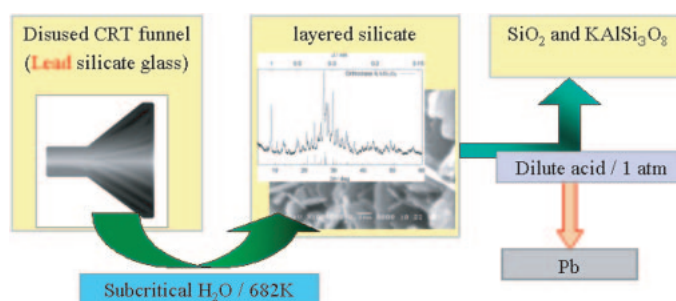 Disused CRT funnel
(Lead silicate glass)
layered silicate
SiO₂ and KAlSi₃O₈
Dilute acid / 1 atm
Pb
Subcritical H₂O / 682K